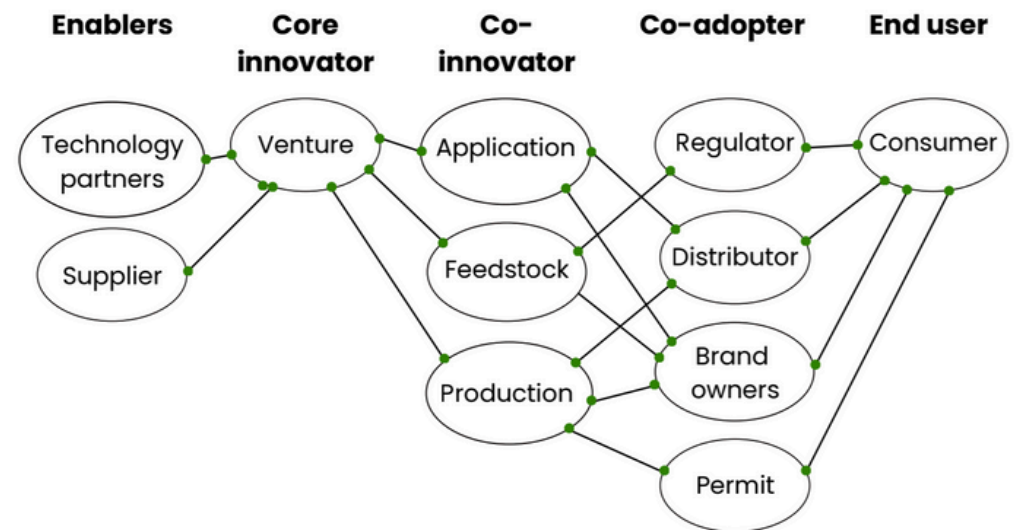 Enablers
Core
innovator
Co-
innovator
Co-adopter
End user
Technology
partners
Supplier
Venture
Application
Feedstock
Production
Regulator
Distributor
Brand
owners
Permit
Consumer